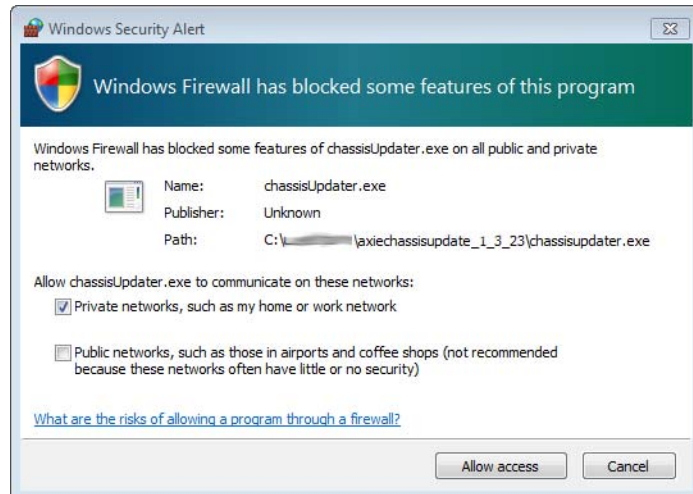 Windows Security Alert
Windows Firewall has blocked some features of this program
Windows Firewall has blocked some features of chassisUpdater.exe on all public and private
networks.
Name: chassisUpdater.exe
Publisher: Unknown
Path: C:\ \axiechassisupdate_1_3_23\chassisupdater.exe
Allow chassisUpdater.exe to communicate on these networks:
Private networks, such as my home or work network
Public networks, such as those in airports and coffee shops (not recommended
because these networks often have little or no security)
What are the risks of allowing a program through a firewall?
Allow access Cancel